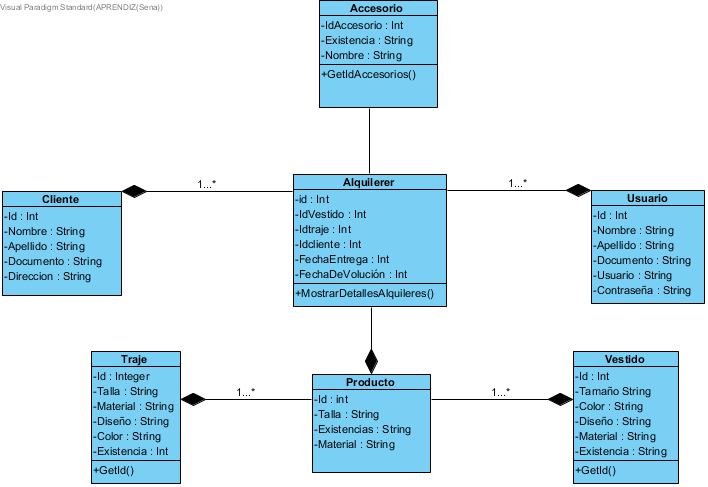 Visual Paradigm Standard(APRENDIZ(Sena))
Accesorio
-IdAccesorio : Int
-Existencia : String
-Nombre : String
+GetIdAccesorios()
Cliente
-Id : Int
-Nombre : String
-Apellido : String
-Documento : String
-Direccion : String
1...*
Alquilerer
-id : Int
-IdVestido : Int
-Idtraje : Int
-Idcliente : Int
-FechaEntrega : Int
-FechaDeVolución : Int
+MostrarDetallesAlquileres()
1...*
Usuario
-Id : Int
-Nombre : String
-Apellido : String
-Documento : String
-Usuario : String
-Contraseña : String
Traje
-Id : Integer
-Talla : String
-Material : String
-Diseño : String
-Color : String
-Existencia : Int
+GetId()
1...*
Producto
-Id : int
-Talla : String
-Existencias : String
-Material : String
1...*
Vestido
-Id : Int
-Tamaño String
-Color : String
-Diseño : String
-Material : String
-Existencia : String
+GetId()